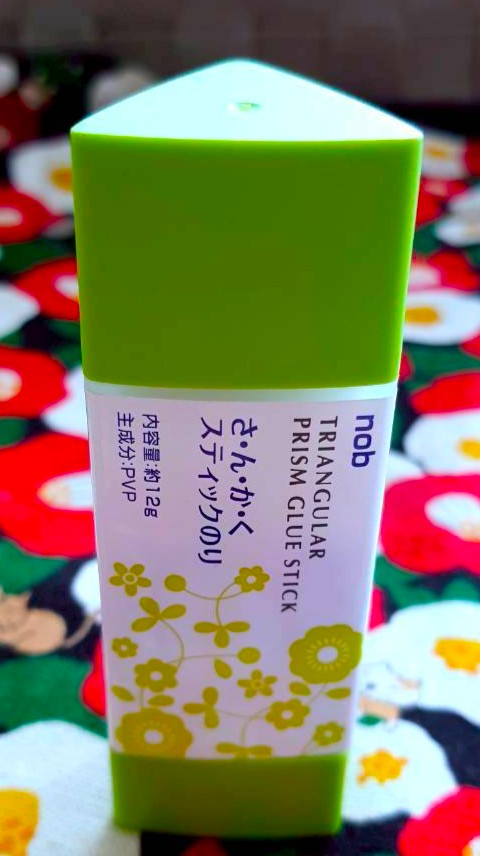 nob
TRIANGULAR
PRISM GLUE STICK
さ・ん・か・く
スティックのり
内容量:約12g
主成分:PVP